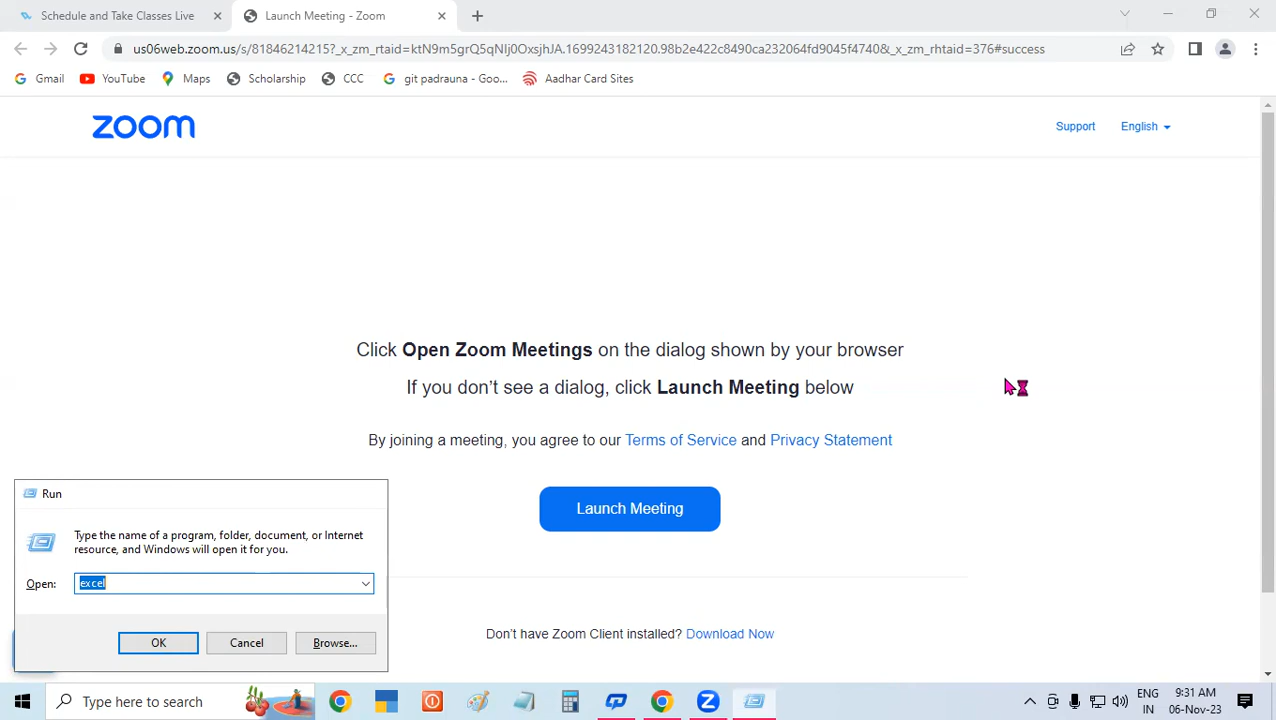 Schedule and Take Classes Live
Launch Meeting - Zoom
us06web.zoom.us/s/81846214215?_x_zm_rtaid=ktN9m5grQ5qNIj0OxsjhJA.1699243182120.98b2e422c8490ca232064fd9045f4740&_x_zm_rhtaid=376#success
Gmail YouTube Maps Scholarship CCC git padrauna - Goo... Aadhar Card Sites
zoom
Support English
Click Open Zoom Meetings on the dialog shown by your browser
If you don't see a dialog, click Launch Meeting below
By joining a meeting, you agree to our Terms of Service and Privacy Statement
Launch Meeting
Don't have Zoom Client installed? Download Now
Run
Type the name of a program, folder, document, or Internet
resource, and Windows will open it for you.
Open: excel
OK Cancel Browse...
Type here to search
ENG
IN
9:31 AM
06-Nov-23